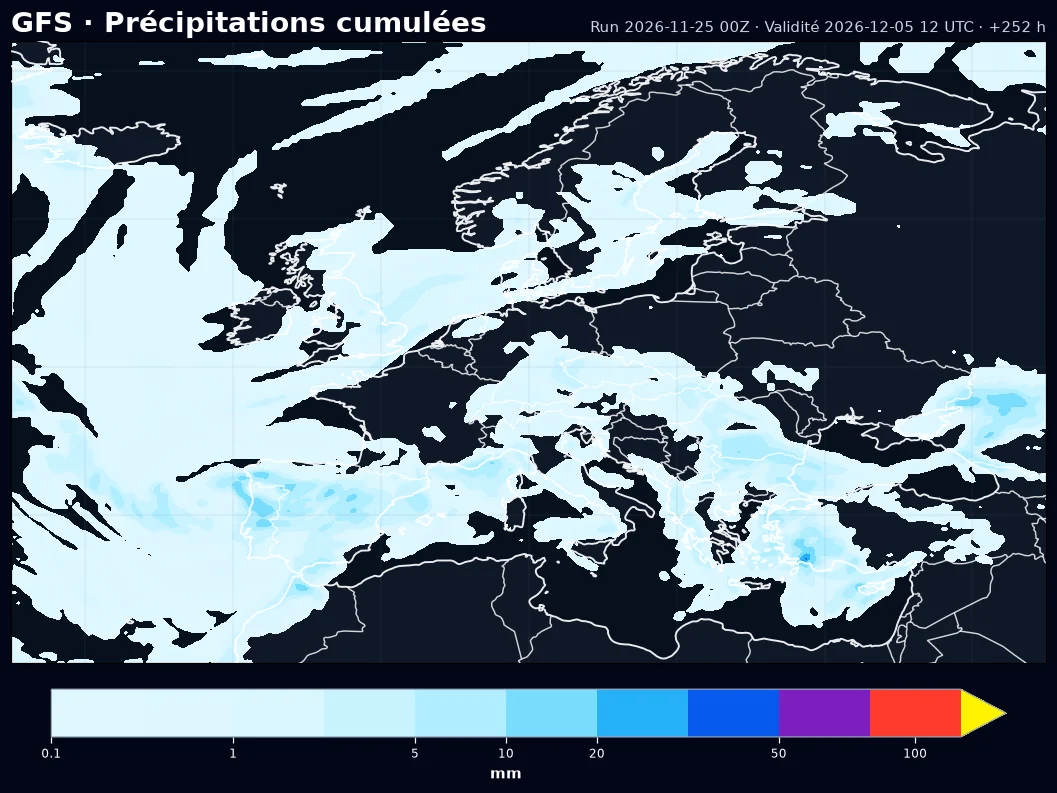 GFS · Précipitations cumulées
Run 2026-11-25 00Z · Validité 2026-12-05 12 UTC · +252 h
0.1 1 5 10 20 50 100
mm